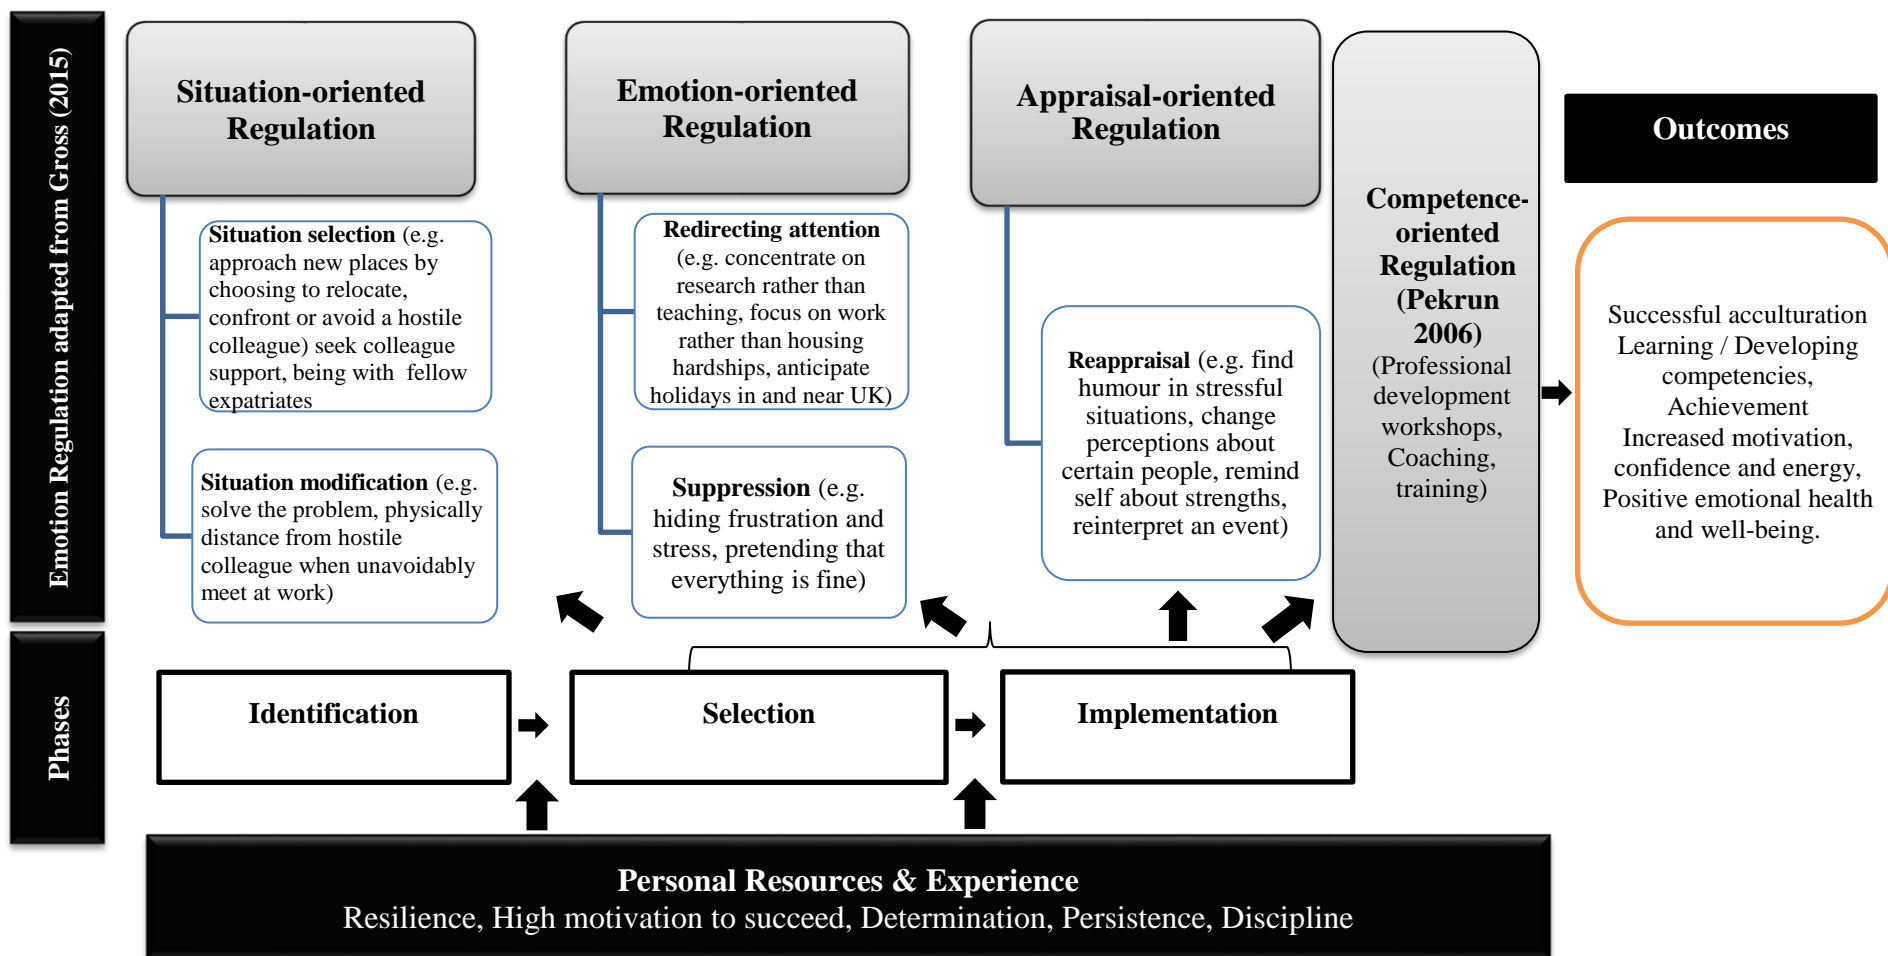 Emotion Regulation adapted from Gross (2015)
Situation-oriented
Regulation
Situation selection (e.g.
approach new places by
choosing to relocate,
confront or avoid a hostile
colleague) seek colleague
support, being with fellow
expatriates
Situation modification (e.g.
solve the problem, physically
distance from hostile
colleague when unavoidably
meet at work)
Emotion-oriented
Regulation
Redirecting attention
(e.g. concentrate on
research rather than
teaching, focus on work
rather than housing
hardships, anticipate
holidays in and near UK)
Suppression (e.g.
hiding frustration and
stress, pretending that
everything is fine)
Appraisal-oriented
Regulation
Reappraisal (e.g. find
humour in stressful
situations, change
perceptions about
certain people, remind
self about strengths,
reinterpret an event)
Competence-
oriented
Regulation
(Pekrun
2006)
(Professional
development
workshops,
Coaching,
training)
Outcomes
Successful acculturation
Learning / Developing
competencies,
Achievement
Increased motivation,
confidence and energy,
Positive emotional health
and well-being.
Phases
Identification
Selection
Implementation
Personal Resources & Experience
Resilience, High motivation to succeed, Determination, Persistence, Discipline